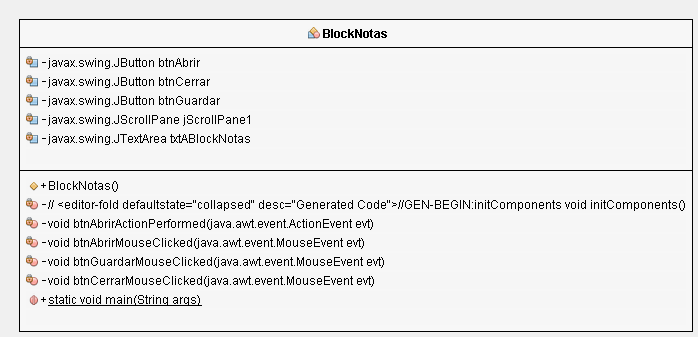 BlockNotas
-javax.swing.JButton btnAbrir
-javax.swing.JButton btnCerrar
-javax.swing.JButton btnGuardar
-javax.swing.JScrollPane jScrollPane1
-javax.swing.JTextArea txtABlockNotas
+BlockNotas()
-// <editor-fold defaultstate="collapsed" desc="Generated Code">//GEN-BEGIN:initComponents void initComponents()
-void btnAbrirActionPerformed(java.awt.event.ActionEvent evt)
-void btnAbrirMouseClicked(java.awt.event.MouseEvent evt)
-void btnGuardarMouseClicked(java.awt.event.MouseEvent evt)
-void btnCerrarMouseClicked(java.awt.event.MouseEvent evt)
+static void main(String args)